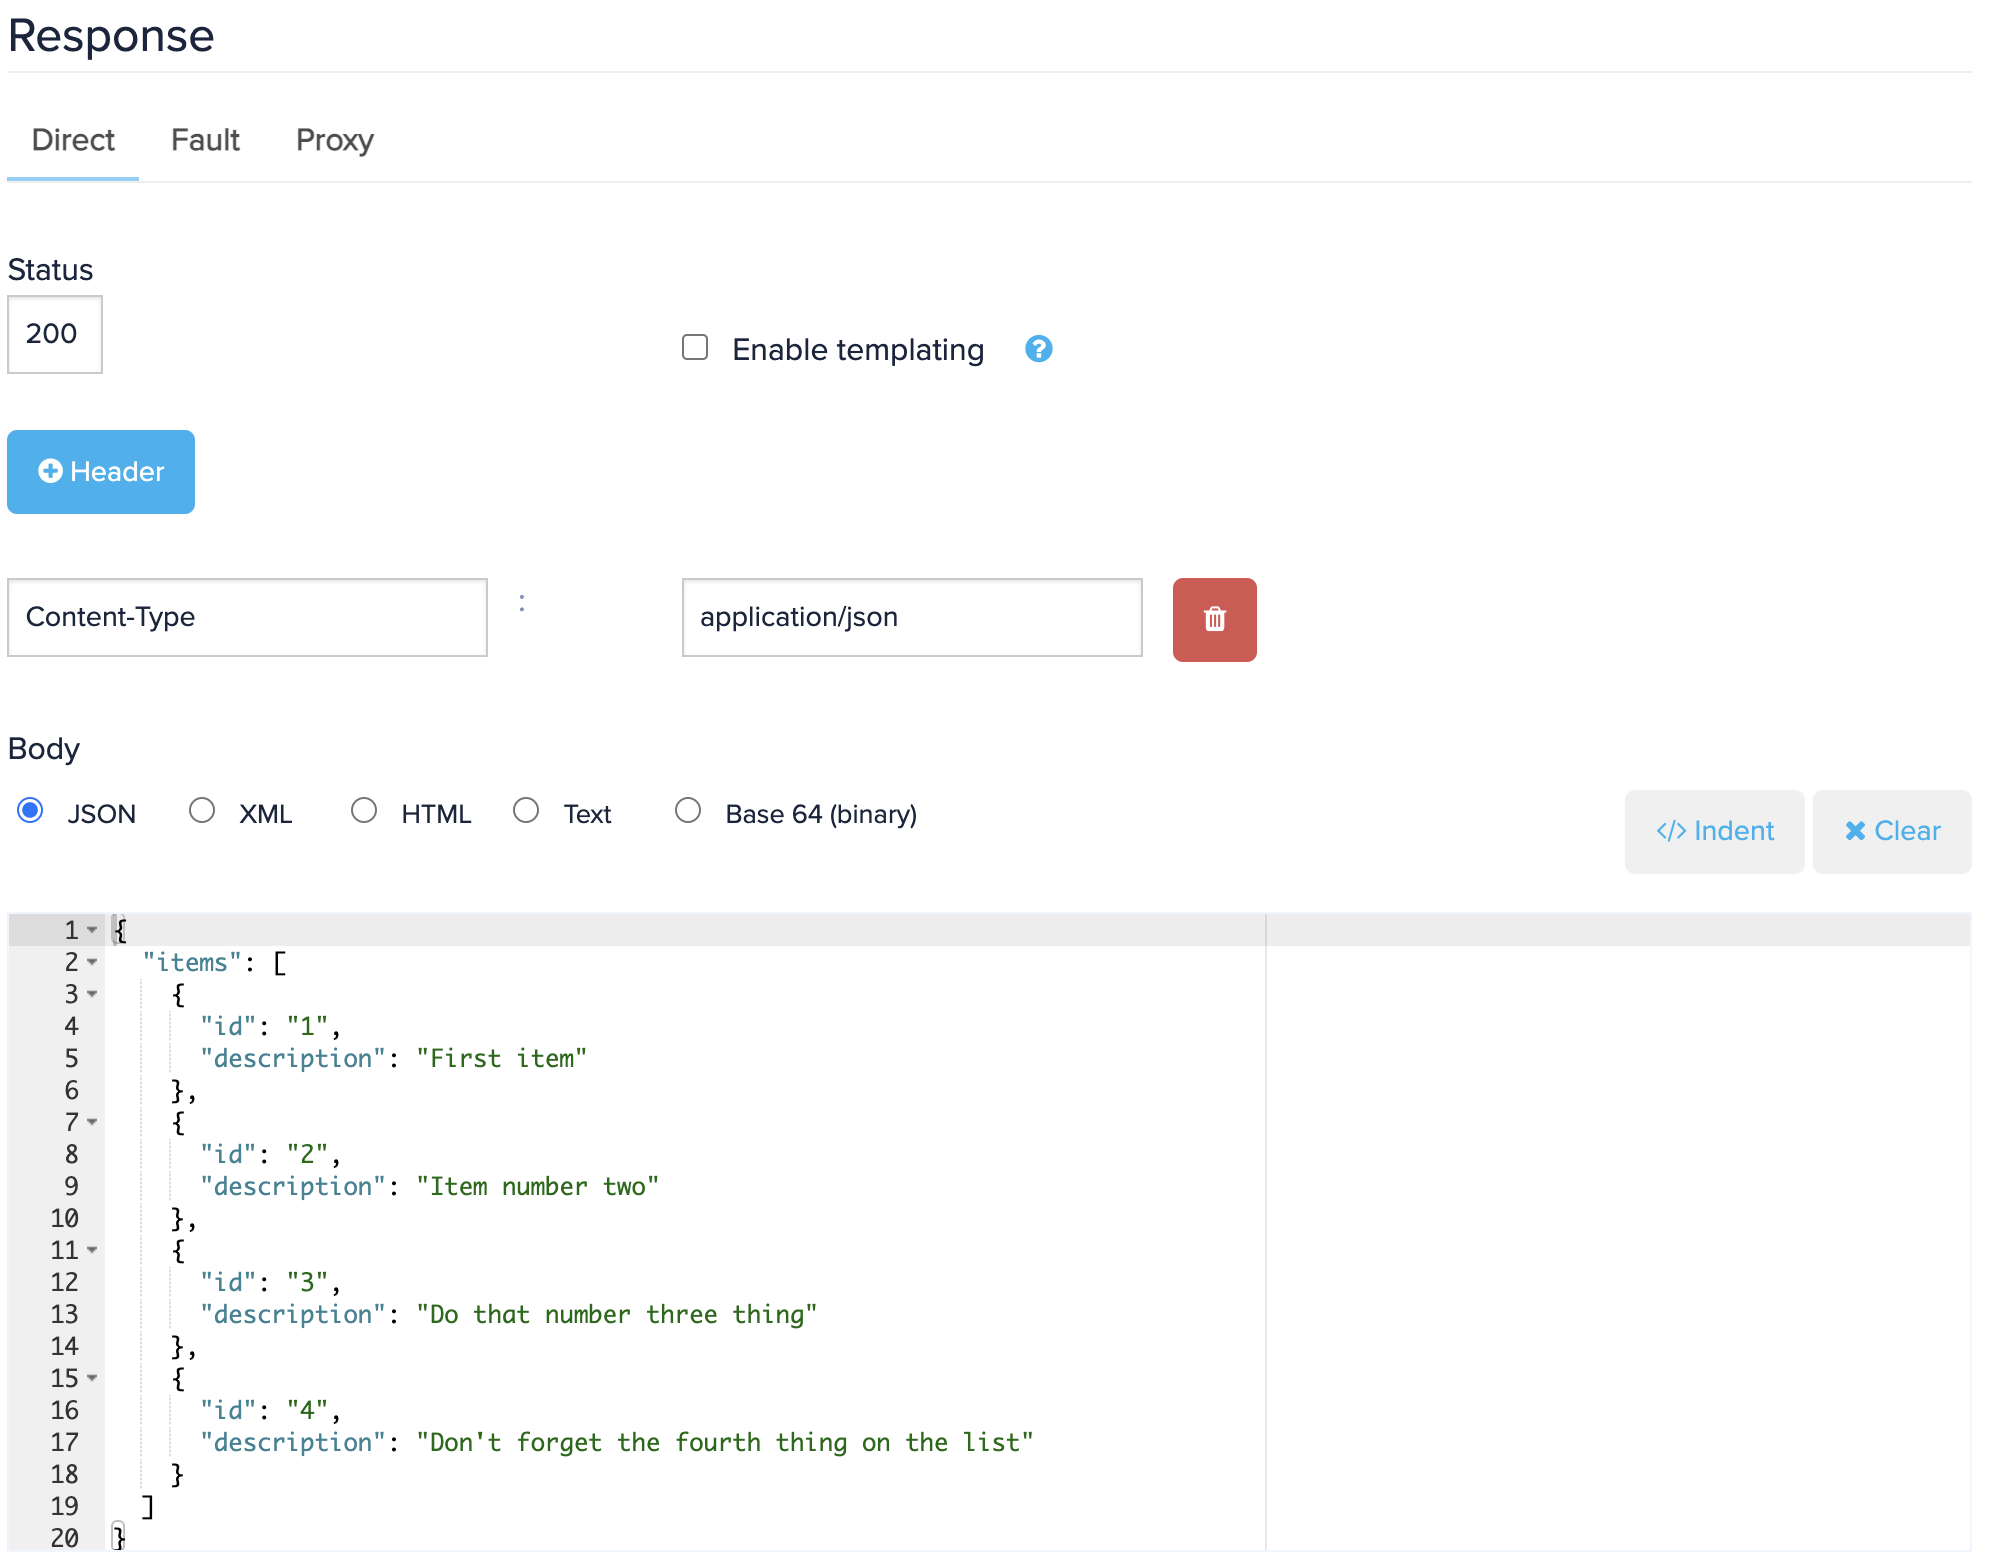 Response
Direct Fault Proxy
Status
200
Enable templating ?
Header
Content-Type : application/json
Body
JSON XML HTML Text Base 64 (binary)
</> Indent Clear
1 {
2   "items": [
3     {
4       "id": "1",
5       "description": "First item"
6     },
7     {
8       "id": "2",
9       "description": "Item number two"
10     },
11     {
12       "id": "3",
13       "description": "Do that number three thing"
14     },
15     {
16       "id": "4",
17       "description": "Don't forget the fourth thing on the list"
18     }
19   ]
20 }